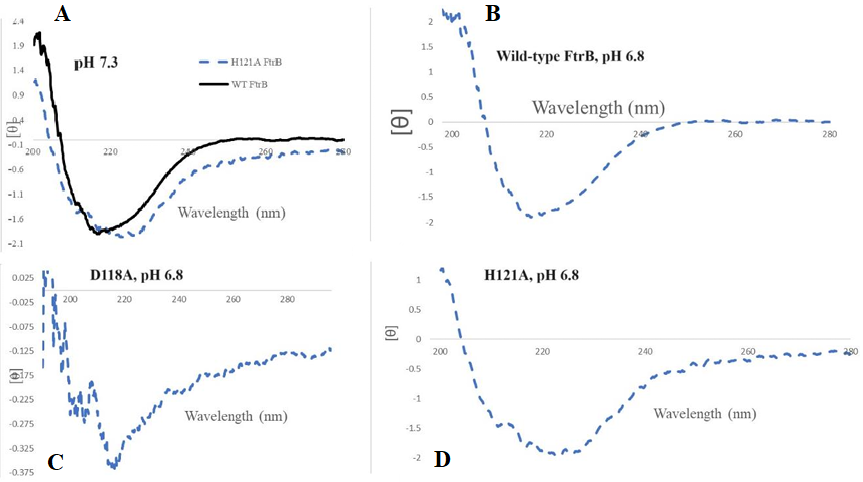 A
2.4
1.9
1.4
0.9
0.4
-0.1
-0.6
-1.1
-1.6
-2.1
[θ]
pH 7.3
H121A FtrB
WT FtrB
200 220 240 260 280
Wavelength (nm)
B
2
1.5
1
0.5
0
-0.5
-1
-1.5
-2
[θ]
Wild-type FtrB, pH 6.8
Wavelength (nm)
200 220 240 260 280
D118A, pH 6.8
0.025
-0.025
-0.075
-0.125
-0.175
-0.225
-0.275
-0.325
-0.375
[θ]
200 220 240 260 280
Wavelength (nm)
C
H121A, pH 6.8
1
0.5
0
-0.5
-1
-1.5
-2
[θ]
200 220 240 260 280
Wavelength (nm)
D